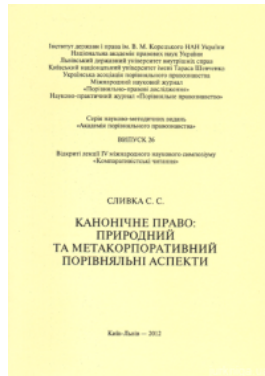 Інститут держави і права ім. В. М. Корецького НАН України
Національна академія правових наук України
Львівський державний університет внутрішніх справ
Київський національний університет імені Тараса Шевченка
Українська асоціація порівняльного правознавства
Міжнародний науковий журнал
«Порівняльно-правові дослідження»
Науково-практичний журнал «Порівняльне правознавство»
Серія науково-методичних видань
«Академія порівняльного правознавства»
ВИПУСК 26
Відкриті лекції IV міжнародного наукового симпозіуму
«Компаративістські читання»
СЛИВКА С. С.
КАНОНІЧНЕ ПРАВО:
ПРИРОДНИЙ
ТА МЕТАКОРПОРАТИВНИЙ
ПОРІВНЯЛЬНІ АСПЕКТИ
Київ–Львів — 2012